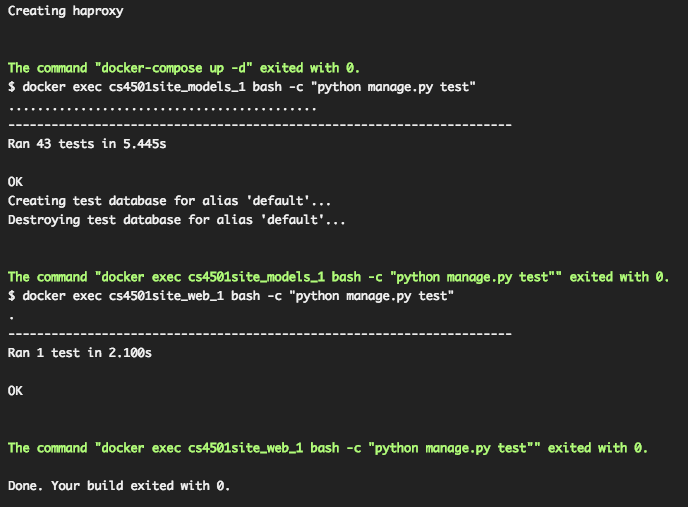 Creating haproxy
The command "docker-compose up -d" exited with 0.
$ docker exec cs4501site_models_1 bash -c "python manage.py test"
...........................................
----------------------------------------------------------------------
Ran 43 tests in 5.445s
OK
Creating test database for alias 'default'...
Destroying test database for alias 'default'...
The command "docker exec cs4501site_models_1 bash -c "python manage.py test"" exited with 0.
$ docker exec cs4501site_web_1 bash -c "python manage.py test"
.
----------------------------------------------------------------------
Ran 1 test in 2.100s
OK
The command "docker exec cs4501site_web_1 bash -c "python manage.py test"" exited with 0.
Done. Your build exited with 0.